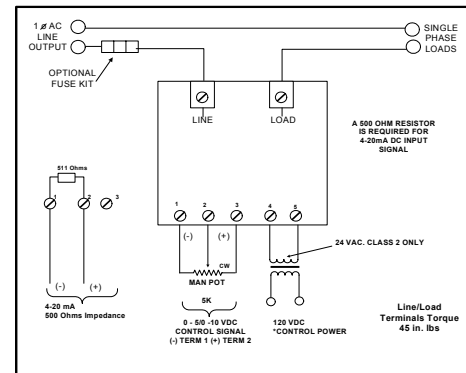 1 ø AC
LINE
OUTPUT
SINGLE
PHASE
LOADS
OPTIONAL
FUSE KIT
LINE
LOAD
A 500 OHM RESISTOR
IS REQUIRED FOR
4-20mA DC INPUT
SIGNAL
511 Ohms
1 2 3
1 2 3 4 5
(-) (+)
CW
MAN POT
24 VAC. CLASS 2 ONLY
(-) (+)
4-20 mA
500 Ohms Impedance
5K
0 - 5/0 -10 VDC
CONTROL SIGNAL
(-) TERM 1 (+) TERM 2
120 VDC
*CONTROL POWER
Line/Load
Terminals Torque
45 in. lbs